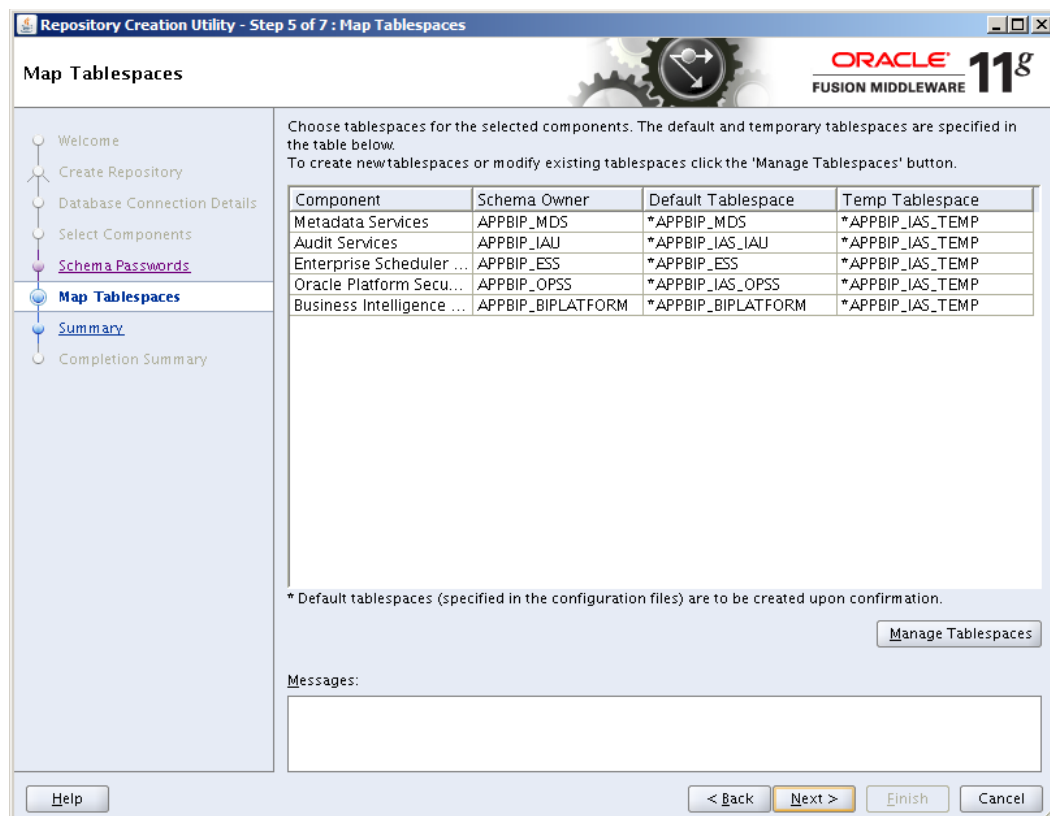 Repository Creation Utility - Step 5 of 7 : Map Tablespaces
Map Tablespaces
ORACLE
FUSION MIDDLEWARE
11g
Welcome
Create Repository
Database Connection Details
Select Components
Schema Passwords
Map Tablespaces
Summary
Completion Summary
Choose tablespaces for the selected components. The default and temporary tablespaces are specified in
the table below.
To create new tablespaces or modify existing tablespaces click the 'Manage Tablespaces' button.
Component Schema Owner Default Tablespace Temp Tablespace
Metadata Services APPBIP_MDS *APPBIP_MDS *APPBIP_IAS_TEMP
Audit Services APPBIP_IAU *APPBIP_IAS_IAU *APPBIP_IAS_TEMP
Enterprise Scheduler ... APPBIP_ESS *APPBIP_ESS *APPBIP_IAS_TEMP
Oracle Platform Secu... APPBIP_OPSS *APPBIP_IAS_OPSS *APPBIP_IAS_TEMP
Business Intelligence ... APPBIP_BIPLATFORM *APPBIP_BIPLATFORM *APPBIP_IAS_TEMP
* Default tablespaces (specified in the configuration files) are to be created upon confirmation.
Manage Tablespaces
Messages:
Help
< Back
Next >
Finish
Cancel